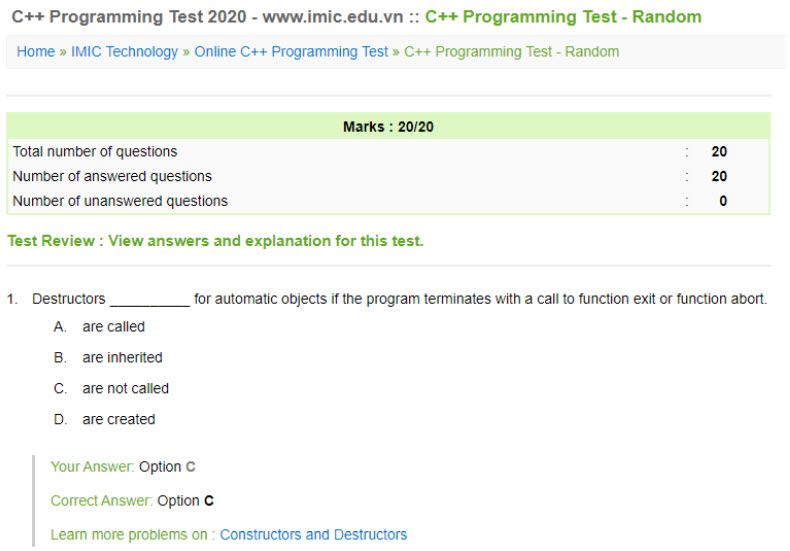 C++ Programming Test 2020 - www.imic.edu.vn :: C++ Programming Test - Random
Home » IMIC Technology » Online C++ Programming Test » C++ Programming Test - Random
Marks : 20/20
Total number of questions : 20
Number of answered questions : 20
Number of unanswered questions : 0
Test Review : View answers and explanation for this test.
1. Destructors __________ for automatic objects if the program terminates with a call to function exit or function abort.
A. are called
B. are inherited
C. are not called
D. are created
Your Answer: Option C
Correct Answer: Option C
Learn more problems on : Constructors and Destructors